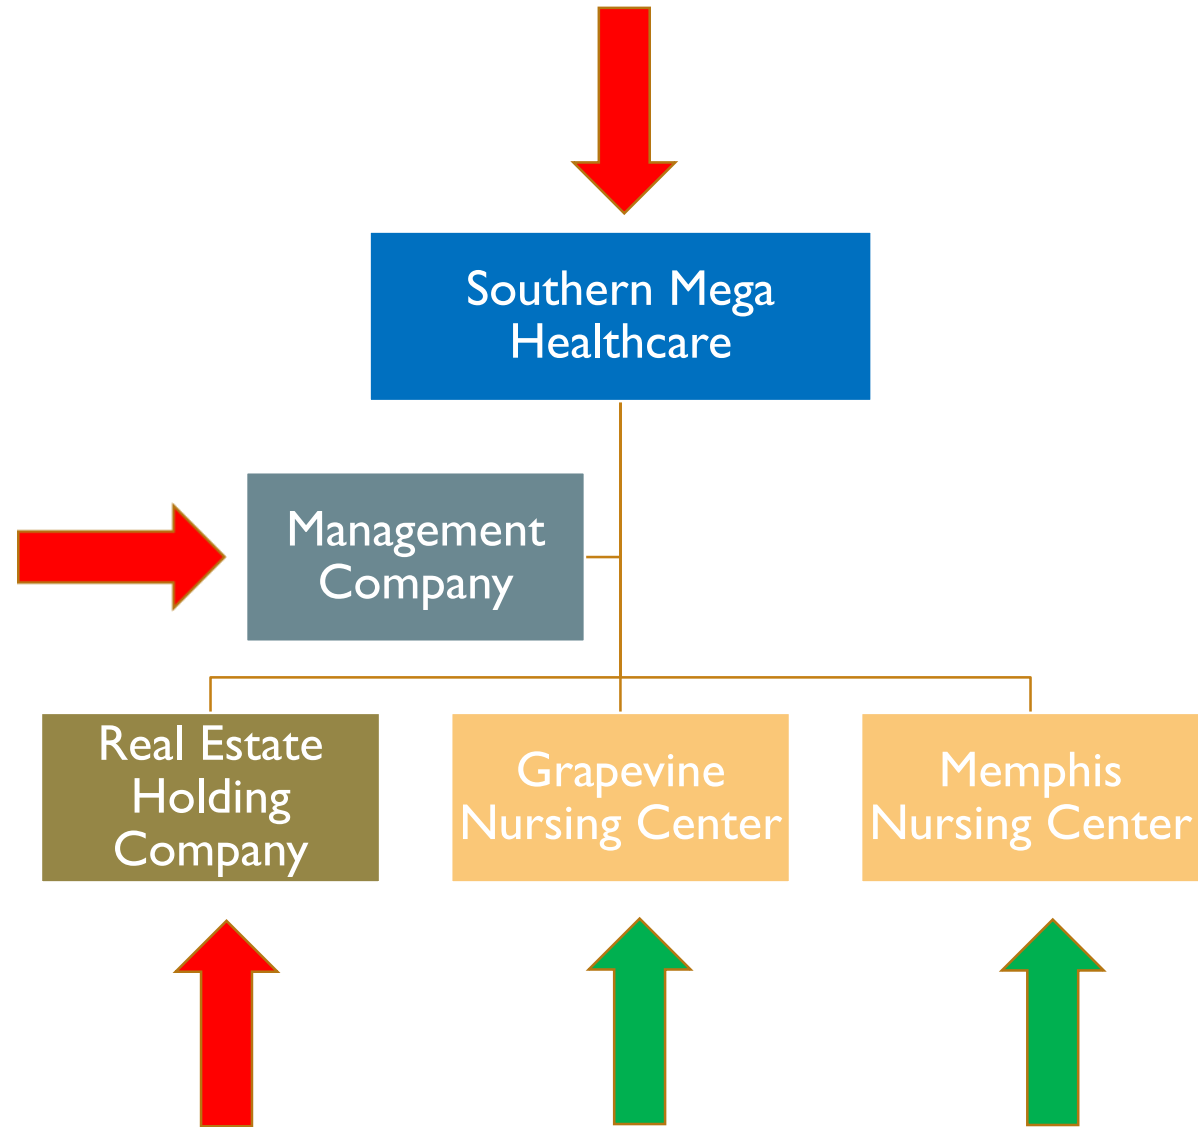 Southern Mega
Healthcare
Management
Company
Real Estate
Holding
Company
Grapevine
Nursing Center
Memphis
Nursing Center